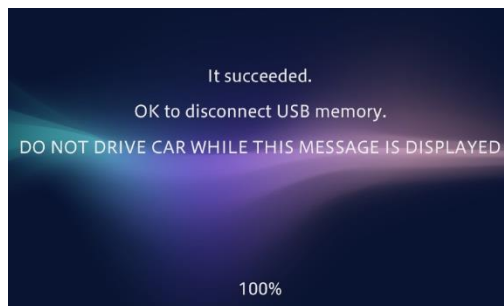 It succeeded.
OK to disconnect USB memory.
DO NOT DRIVE CAR WHILE THIS MESSAGE IS DISPLAYED
100%